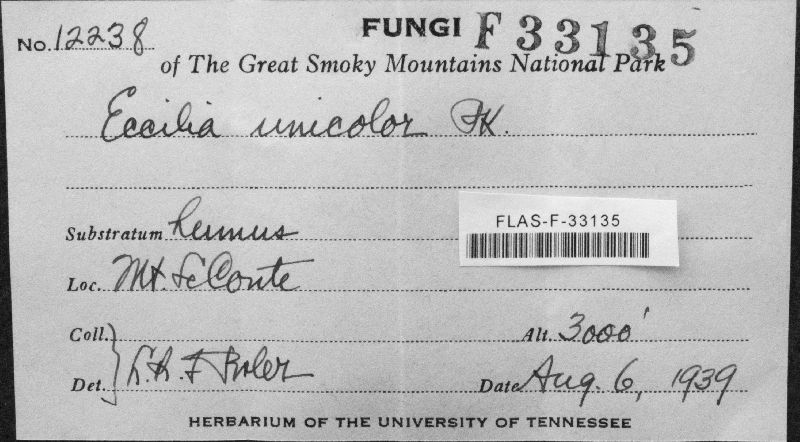 No. 12238 FUNGI F 33135
of The Great Smoky Mountains National Park
Eccilia unicolor Pk.
Substratum humus
FLAS-F-33135
Loc. Mt. LeConte
Coll. Alt. 3000'
Det. Date Aug. 6, 1939
HERBARIUM OF THE UNIVERSITY OF TENNESSEE